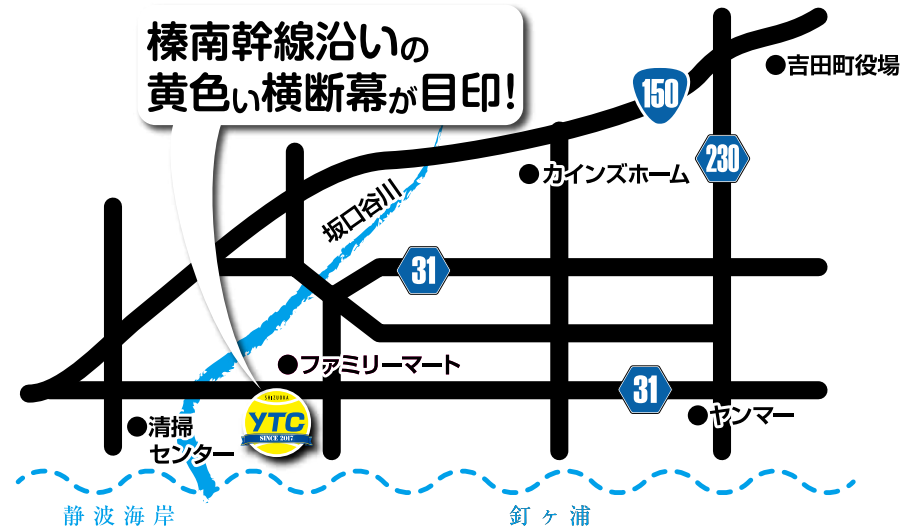 榛南幹線沿いの
黄色い横断幕が目印!
吉田町役場
150
230
カインズホーム
坂口谷川
31
ファミリーマート
31
ヤンマー
SHIZUOKA
YTC
SINCE 2017
清掃
センター
静波海岸
釘ヶ浦